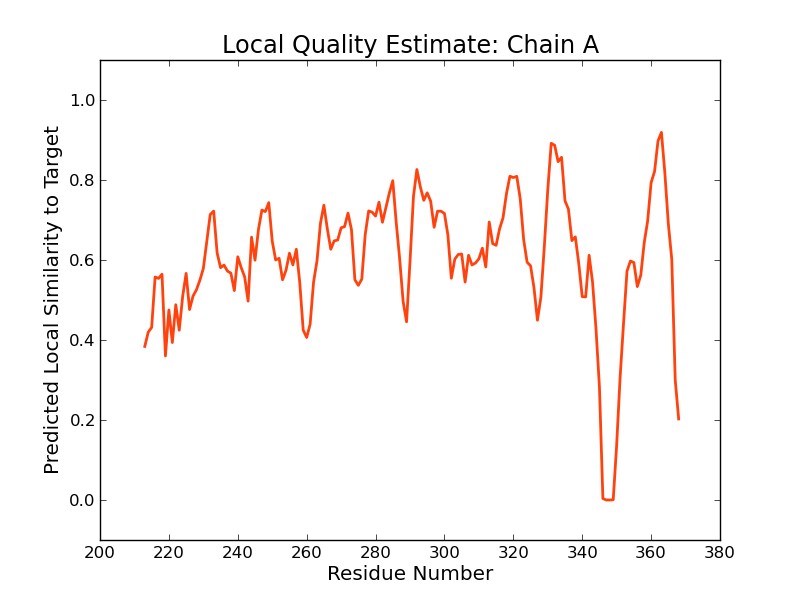 Local Quality Estimate: Chain A
Predicted Local Similarity to Target
1.0
0.8
0.6
0.4
0.2
0.0
200 220 240 260 280 300 320 340 360 380
Residue Number